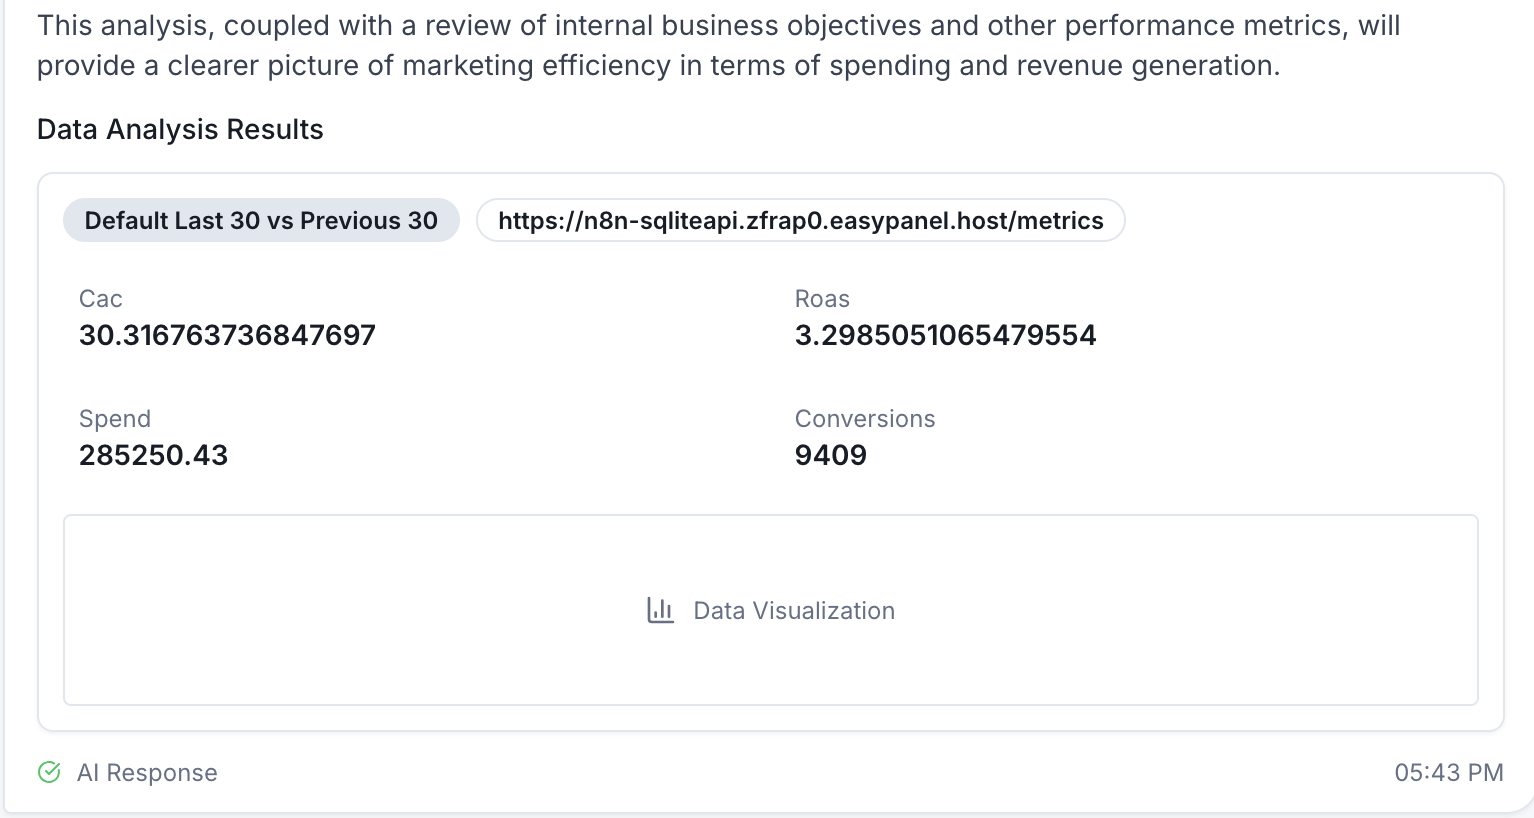 This analysis, coupled with a review of internal business objectives and other performance metrics, will
provide a clearer picture of marketing efficiency in terms of spending and revenue generation.
Data Analysis Results
Default Last 30 vs Previous 30
https://n8n-sqliteapi.zfrap0.easypanel.host/metrics
Cac
Roas
30.316763736847697
3.2985051065479554
Spend
Conversions
285250.43
9409
Data Visualization
AI Response
05:43 PM